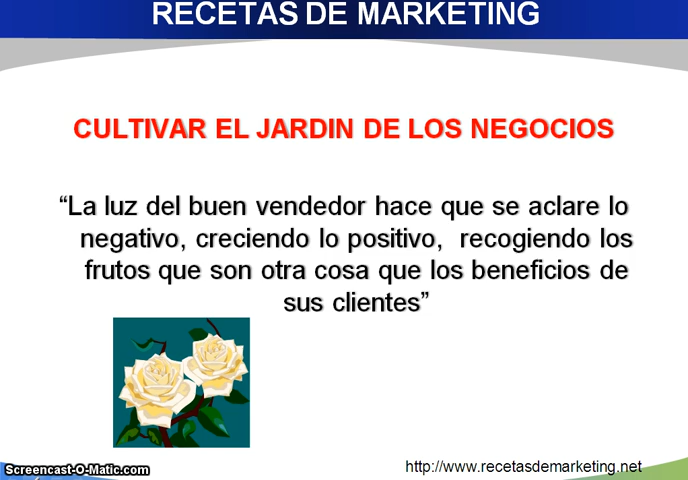 RECETAS DE MARKETING
CULTIVAR EL JARDIN DE LOS NEGOCIOS
“La luz del buen vendedor hace que se aclare lo
negativo, creciendo lo positivo,  recogiendo los
frutos que son otra cosa que los beneficios de
sus clientes”
Screencast-O-Matic.com
http://www.recetasdemarketing.net